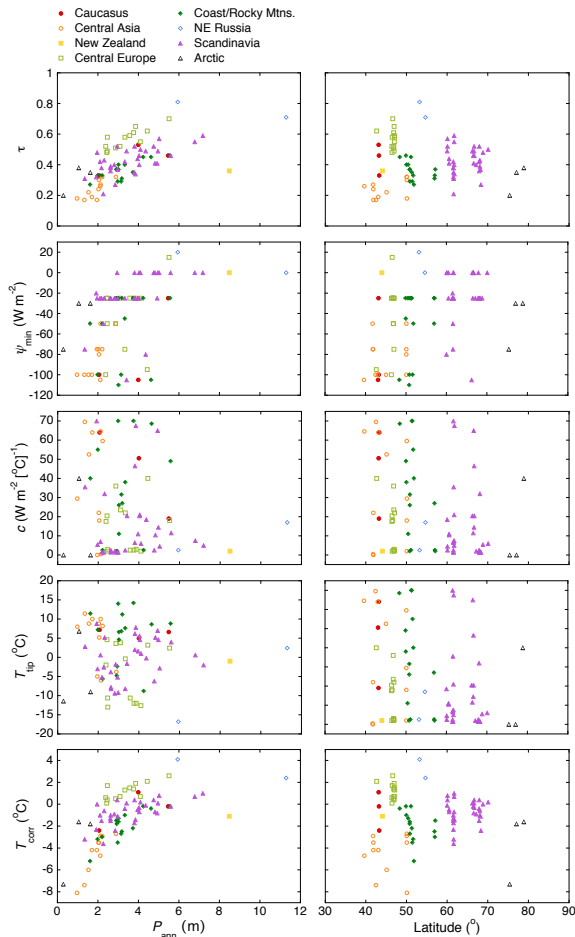 Caucasus
Central Asia
New Zealand
Central Europe
Coast/Rocky Mtns.
NE Russia
Scandinavia
Arctic
τ
1
0.8
0.6
0.4
0.2
0
ψmin (W m-2)
20
0
-20
-40
-60
-80
-100
-120
c (W m-2 [oC]-1)
70
60
50
40
30
20
10
0
Ttip (oC)
20
15
10
5
0
-5
-10
-15
-20
Tcorr (oC)
4
2
0
-2
-4
-6
-8
0 2 4 6 8 10 12
Pann (m)
30 40 50 60 70 80 90
Latitude (o)